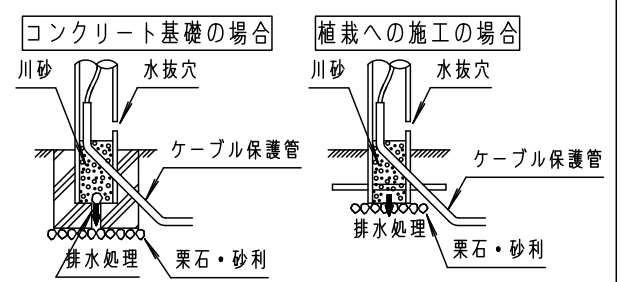 コンクリート基礎の場合
川砂
水抜穴
ケーブル保護管
排水処理
栗石・砂利
植栽への施工の場合
川砂
水抜穴
ケーブル保護管
排水処理
栗石・砂利